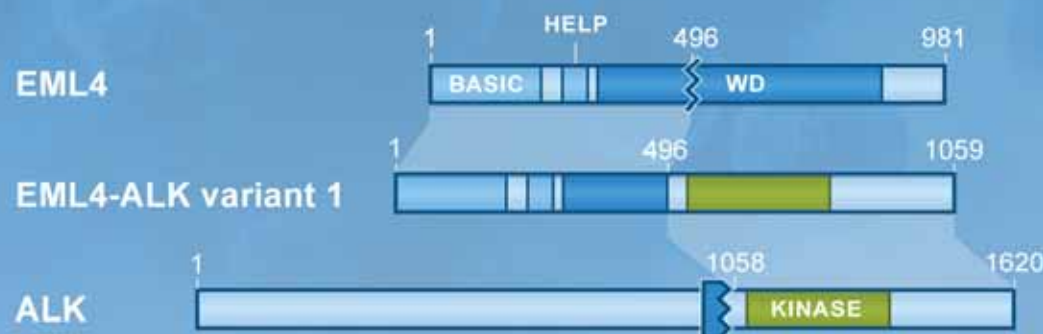 HELP
1 496 981
EML4 BASIC WD
1 496 1059
EML4-ALK variant 1
1 1058 1620
ALK KINASE